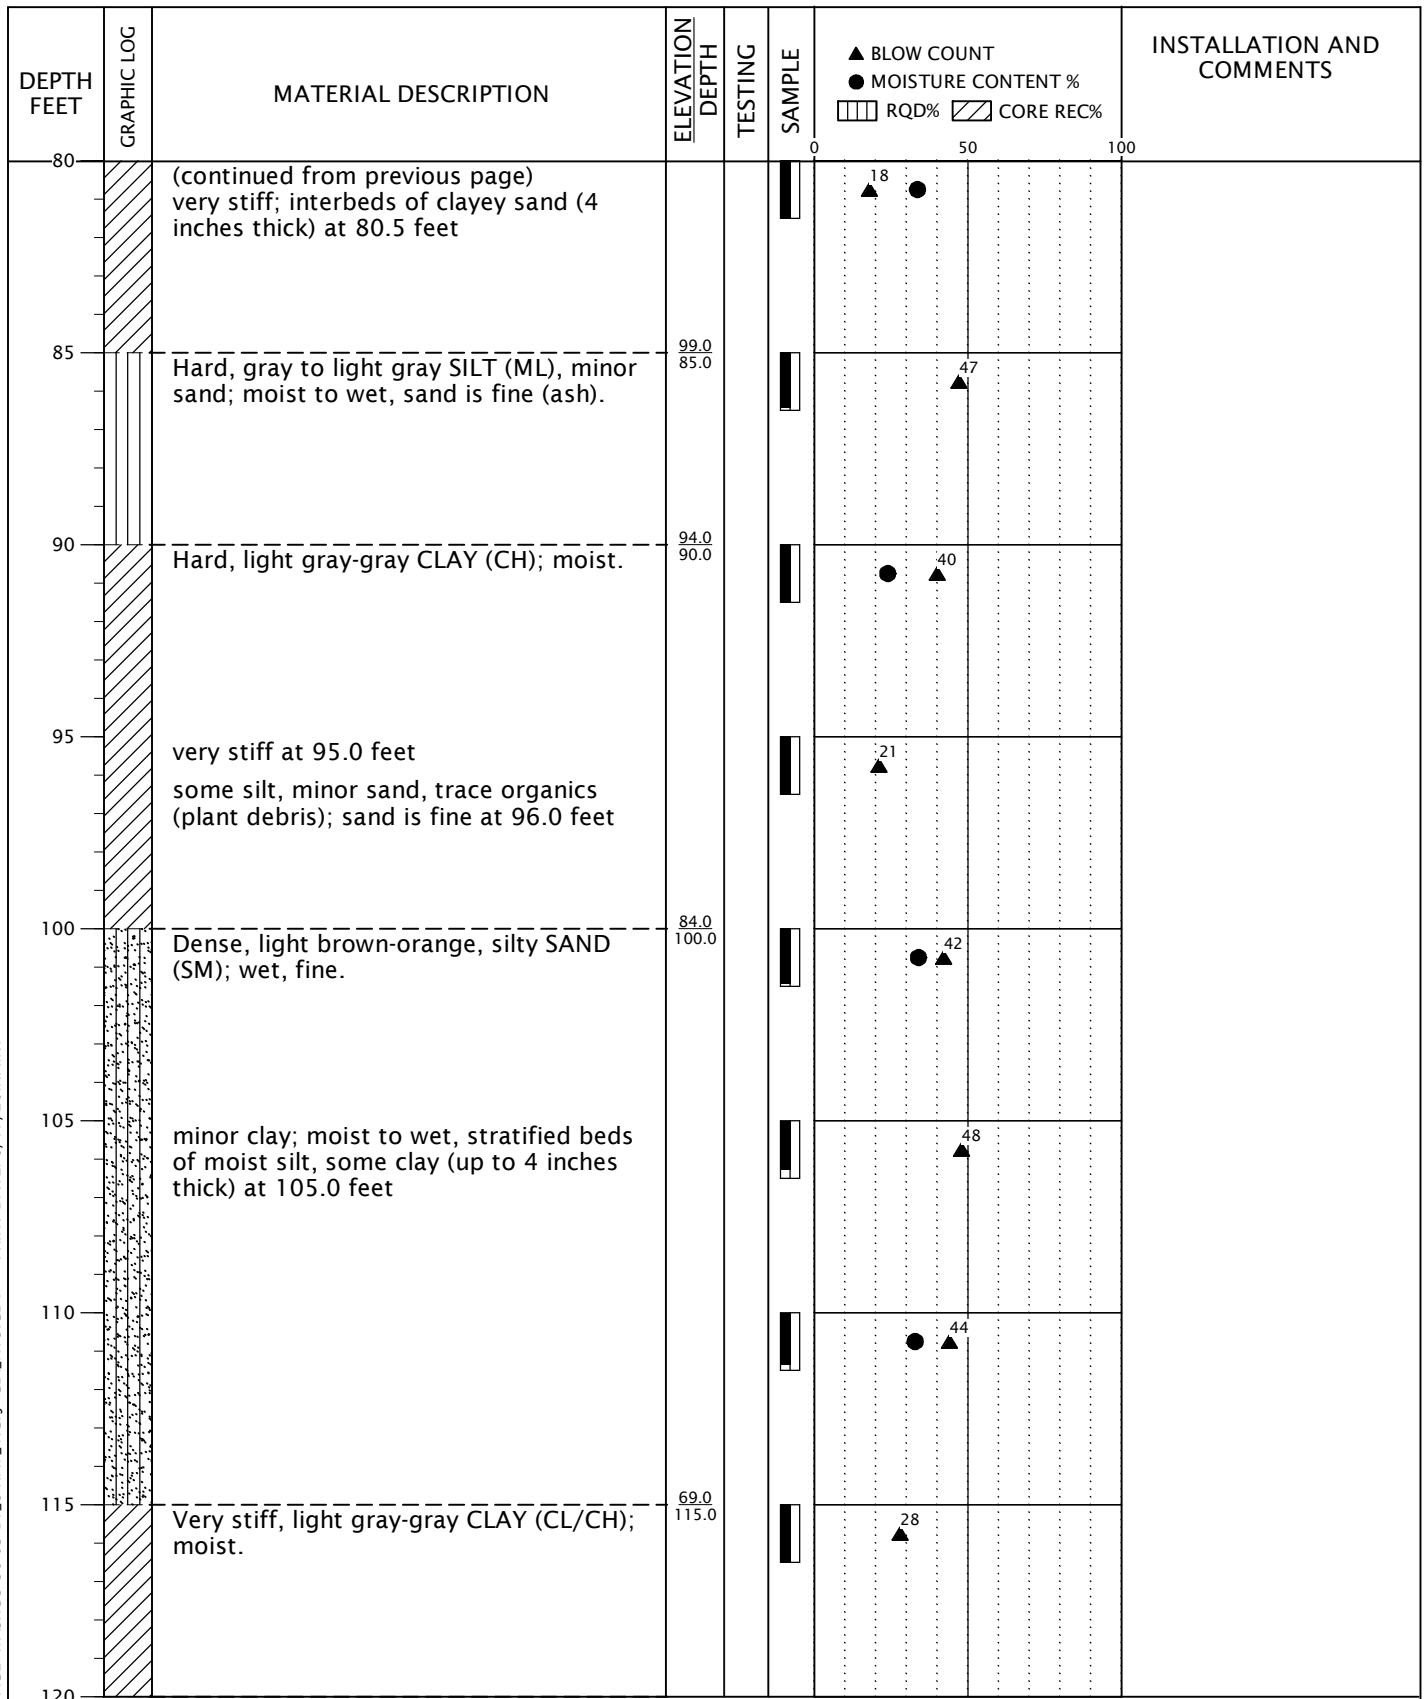 DEPTH
FEET
GRAPHIC LOG
MATERIAL DESCRIPTION
ELEVATION
DEPTH
TESTING
SAMPLE
▲ BLOW COUNT
● MOISTURE CONTENT %
RQD% CORE REC%
0 50 100
INSTALLATION AND
COMMENTS
80
(continued from previous page)
very stiff; interbeds of clayey sand (4
inches thick) at 80.5 feet
18
85
Hard, gray to light gray SILT (ML), minor
sand; moist to wet, sand is fine (ash).
99.0
85.0
47
90
Hard, light gray-gray CLAY (CH); moist.
94.0
90.0
40
95
very stiff at 95.0 feet
some silt, minor sand, trace organics
(plant debris); sand is fine at 96.0 feet
21
100
Dense, light brown-orange, silty SAND
(SM); wet, fine.
84.0
100.0
42
105
minor clay; moist to wet, stratified beds
of moist silt, some clay (up to 4 inches
thick) at 105.0 feet
48
110
44
115
Very stiff, light gray-gray CLAY (CL/CH);
moist.
69.0
115.0
28
120